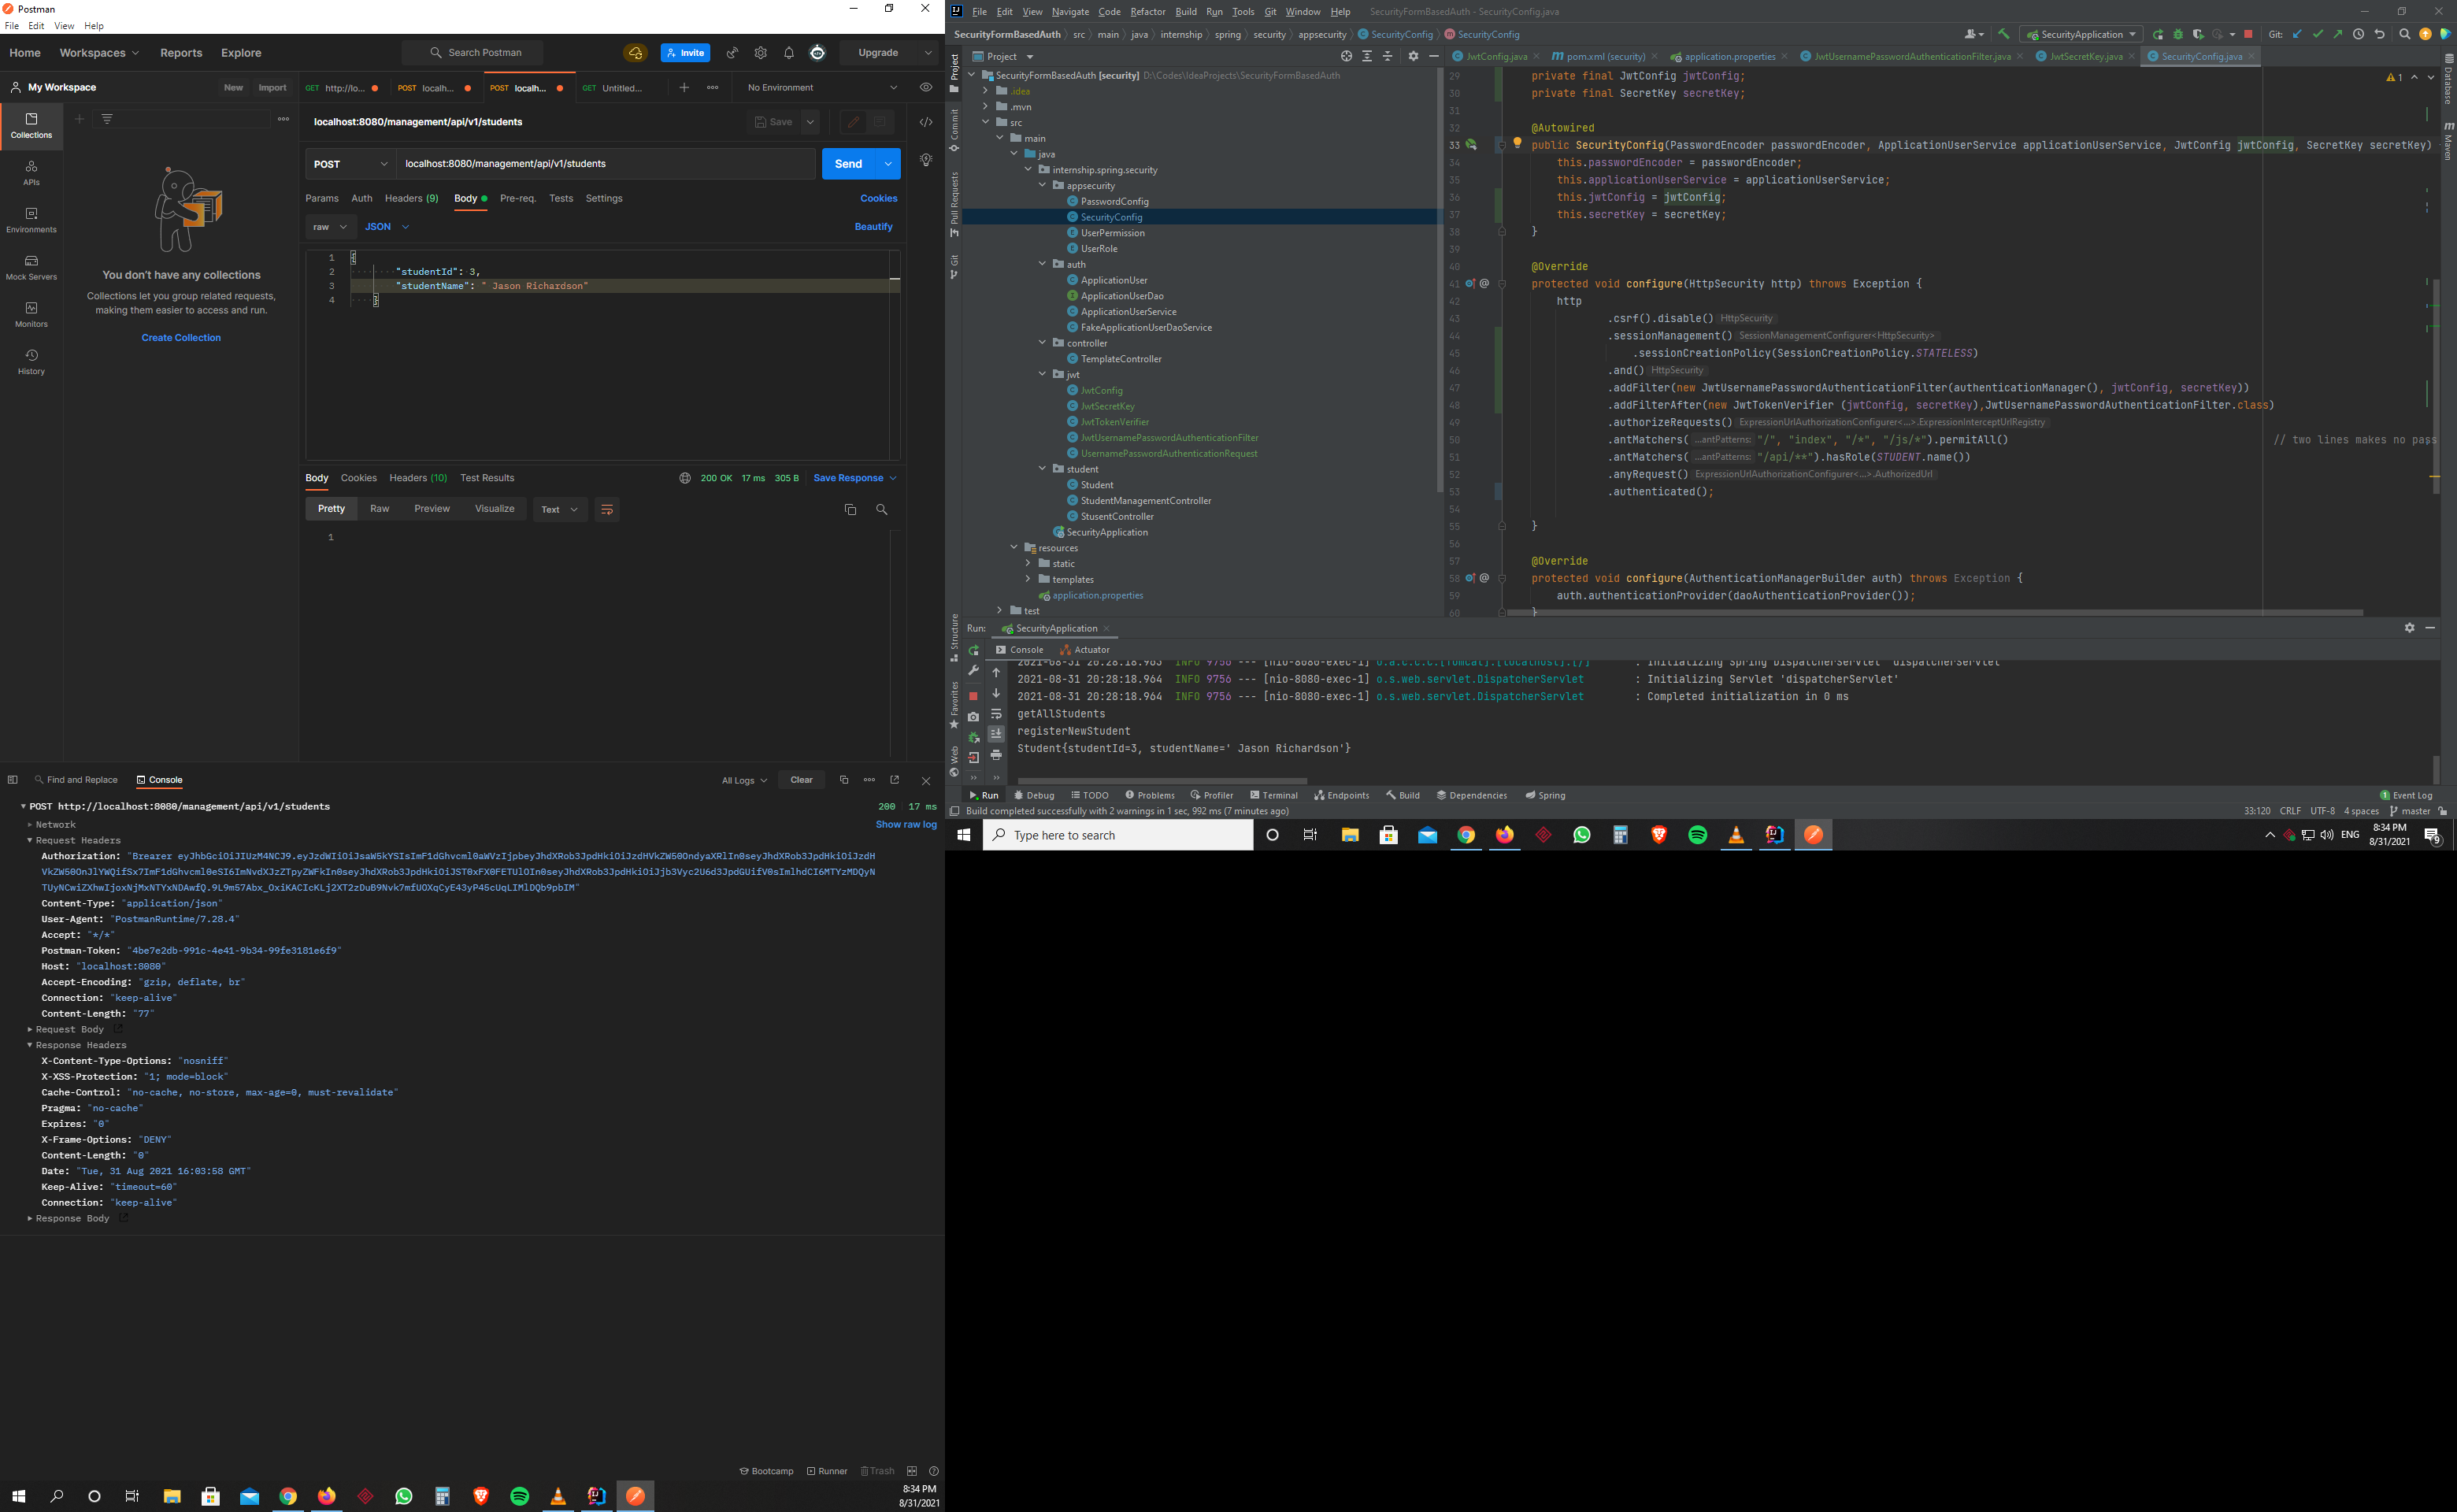 Postman
File Edit View Help
Home Workspaces Reports Explore
Search Postman
Invite
Upgrade
My Workspace
New Import
GET http://lo...
POST localh...
POST localh...
GET Untitled...
No Environment
Collections
APIs
Environments
Mock Servers
Monitors
History
You don't have any collections
Collections let you group related requests,
making them easier to access and run.
Create Collection
localhost:8080/management/api/v1/students
Save
POST localhost:8080/management/api/v1/students
Send
Params Auth Headers (9) Body Pre-req. Tests Settings
Cookies
raw JSON
Beautify
1 {
2 "studentId": 3,
3 "studentName": " Jason Richardson"
4 }
Body Cookies Headers (10) Test Results
200 OK 17 ms 305 B Save Response
Pretty Raw Preview Visualize Text
1
Find and Replace Console
All Logs Clear
POST http://localhost:8080/management/api/v1/students
200 17 ms
Network
Show raw log
Request Headers
Content-Type: "application/json"
User-Agent: "PostmanRuntime/7.28.4"
Accept: "*/*"
Postman-Token: "4be7e2db-991c-4e41-9b34-99fe3181e6f9"
Host: "localhost:8080"
Accept-Encoding: "gzip, deflate, br"
Connection: "keep-alive"
Content-Length: "77"
Request Body
Response Headers
X-Content-Type-Options: "nosniff"
X-XSS-Protection: "1; mode=block"
Cache-Control: "no-cache, no-store, max-age=0, must-revalidate"
Pragma: "no-cache"
Expires: "0"
X-Frame-Options: "DENY"
Content-Length: "0"
Date: "Tue, 31 Aug 2021 16:03:58 GMT"
Keep-Alive: "timeout=60"
Connection: "keep-alive"
Response Body
Bootcamp Runner Trash
8:34 PM
8/31/2021
File Edit View Navigate Code Refactor Build Run Tools Git Window Help SecurityFormBasedAuth - SecurityConfig.java
SecurityFormBasedAuth src main java internship spring security appsecurity SecurityConfig SecurityConfig
SecurityApplication
Git:
Project
JwtConfig.java pom.xml (security) application.properties JwtUsernamePasswordAuthenticationFilter.java JwtSecretKey.java SecurityConfig.java
SecurityFormBasedAuth [security] D:\Codes\IdeaProjects\SecurityFormBasedAuth
.idea
.mvn
src
main
java
internship.spring.security
appsecurity
PasswordConfig
SecurityConfig
UserPermission
UserRole
auth
ApplicationUser
ApplicationUserDao
ApplicationUserService
FakeApplicationUserDaoService
controller
TemplateController
jwt
JwtConfig
JwtSecretKey
JwtTokenVerifier
JwtUsernamePasswordAuthenticationFilter
UsernamePasswordAuthenticationRequest
student
Student
StudentManagementController
StusentController
SecurityApplication
resources
static
templates
application.properties
test
Project
Commit
Pull Requests
Git
Structure
Favorites
Web
Database
Maven
1
29 private final JwtConfig jwtConfig;
30 private final SecretKey secretKey;
31
32 @Autowired
33 public SecurityConfig(PasswordEncoder passwordEncoder, ApplicationUserService applicationUserService, JwtConfig jwtConfig, SecretKey secretKey)
34 this.passwordEncoder = passwordEncoder;
35 this.applicationUserService = applicationUserService;
36 this.jwtConfig = jwtConfig;
37 this.secretKey = secretKey;
38 }
39
40 @Override
41 @ protected void configure(HttpSecurity http) throws Exception {
42 http
43 .csrf().disable() HttpSecurity
44 .sessionManagement() SessionManagementConfigurer<HttpSecurity>
45 .sessionCreationPolicy(SessionCreationPolicy.STATELESS)
46 .and() HttpSecurity
47 .addFilter(new JwtUsernamePasswordAuthenticationFilter(authenticationManager(), jwtConfig, secretKey))
48 .addFilterAfter(new JwtTokenVerifier (jwtConfig, secretKey),JwtUsernamePasswordAuthenticationFilter.class)
49 .authorizeRequests() ExpressionUrlAuthorizationConfigurer<...>.ExpressionInterceptUrlRegistry
50 .antMatchers( ...antPatterns: "/", "index", "/*", "/js/*").permitAll() // two lines makes no pass
51 .antMatchers( ...antPatterns: "/api/**").hasRole(STUDENT.name())
52 .anyRequest() ExpressionUrlAuthorizationConfigurer<...>.AuthorizedUrl
53 .authenticated();
54
55 }
56
57 @Override
58 @ protected void configure(AuthenticationManagerBuilder auth) throws Exception {
59 auth.authenticationProvider(daoAuthenticationProvider());
60 }
Run: SecurityApplication
Console Actuator
2021-08-31 20:28:18.963 INFO 9756 --- [nio-8080-exec-1] o.a.c.c.C.[Tomcat].[localhost].[/] : Initializing Spring DispatcherServlet 'dispatcherServlet'
2021-08-31 20:28:18.964 INFO 9756 --- [nio-8080-exec-1] o.s.web.servlet.DispatcherServlet : Initializing Servlet 'dispatcherServlet'
2021-08-31 20:28:18.964 INFO 9756 --- [nio-8080-exec-1] o.s.web.servlet.DispatcherServlet : Completed initialization in 0 ms
getAllStudents
registerNewStudent
Student{studentId=3, studentName=' Jason Richardson'}
Run Debug TODO Problems Profiler Terminal Endpoints Build Dependencies Spring
1 Event Log
Build completed successfully with 2 warnings in 1 sec, 992 ms (7 minutes ago)
33:120 CRLF UTF-8 4 spaces master
Type here to search
ENG
8:34 PM
8/31/2021
9